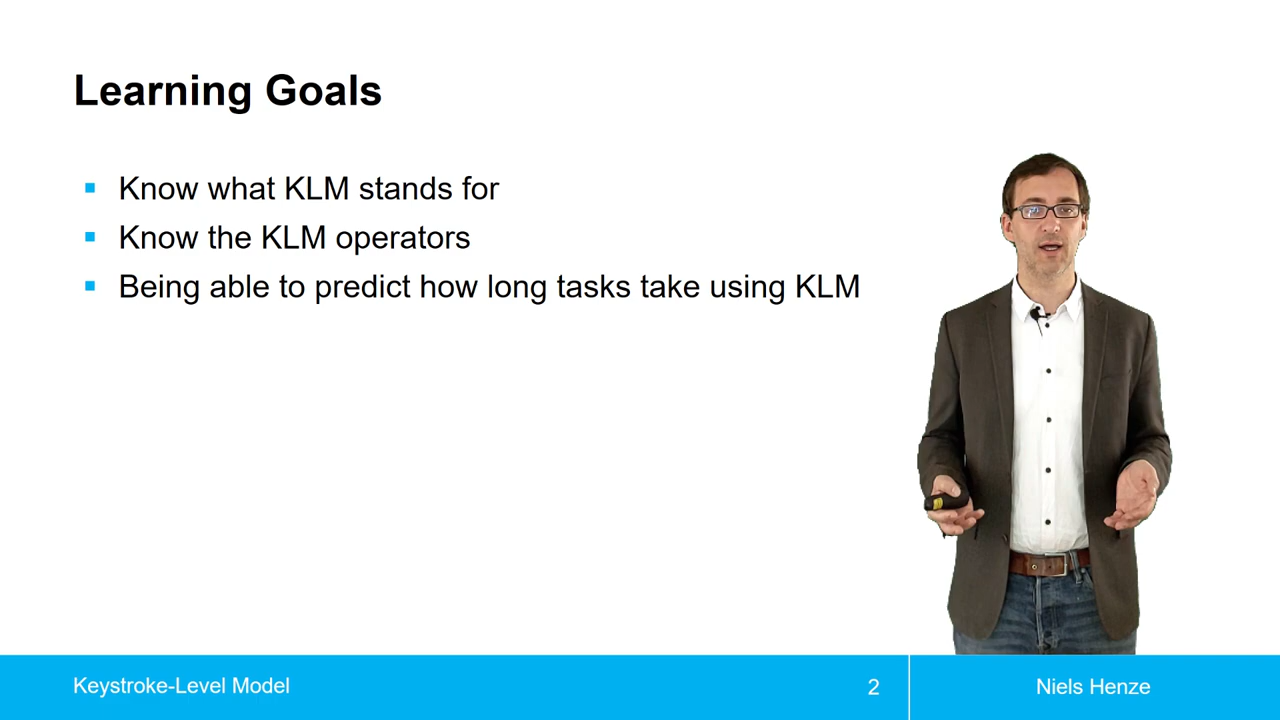 Learning Goals
Know what KLM stands for
Know the KLM operators
Being able to predict how long tasks take using KLM
Keystroke-Level Model
2
Niels Henze